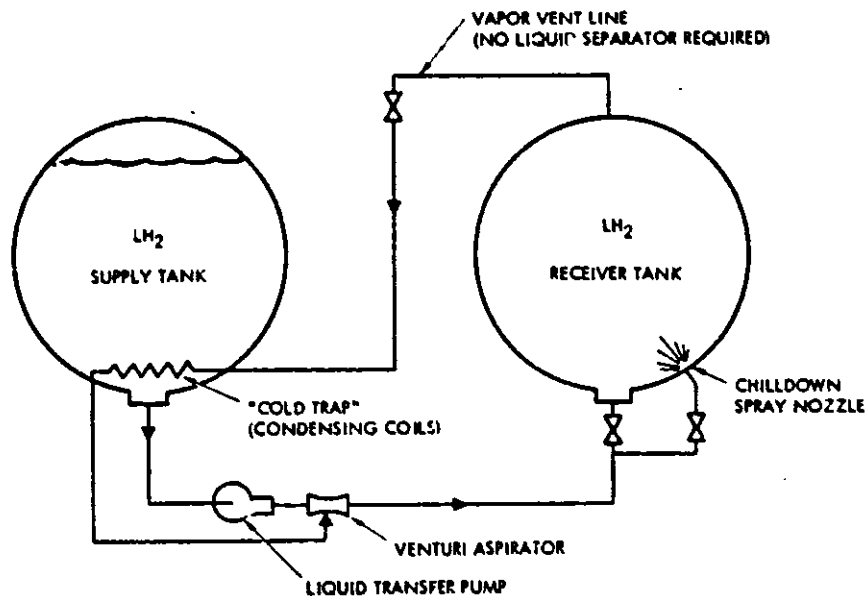 VAPOR VENT LINE
(NO LIQUID SEPARATOR REQUIRED)
LH2
SUPPLY TANK
LH2
RECEIVER TANK
"COLD TRAP"
(CONDENSING COILS)
CHILLDOWN
SPRAY NOZZLE
VENTURI ASPIRATOR
LIQUID TRANSFER PUMP